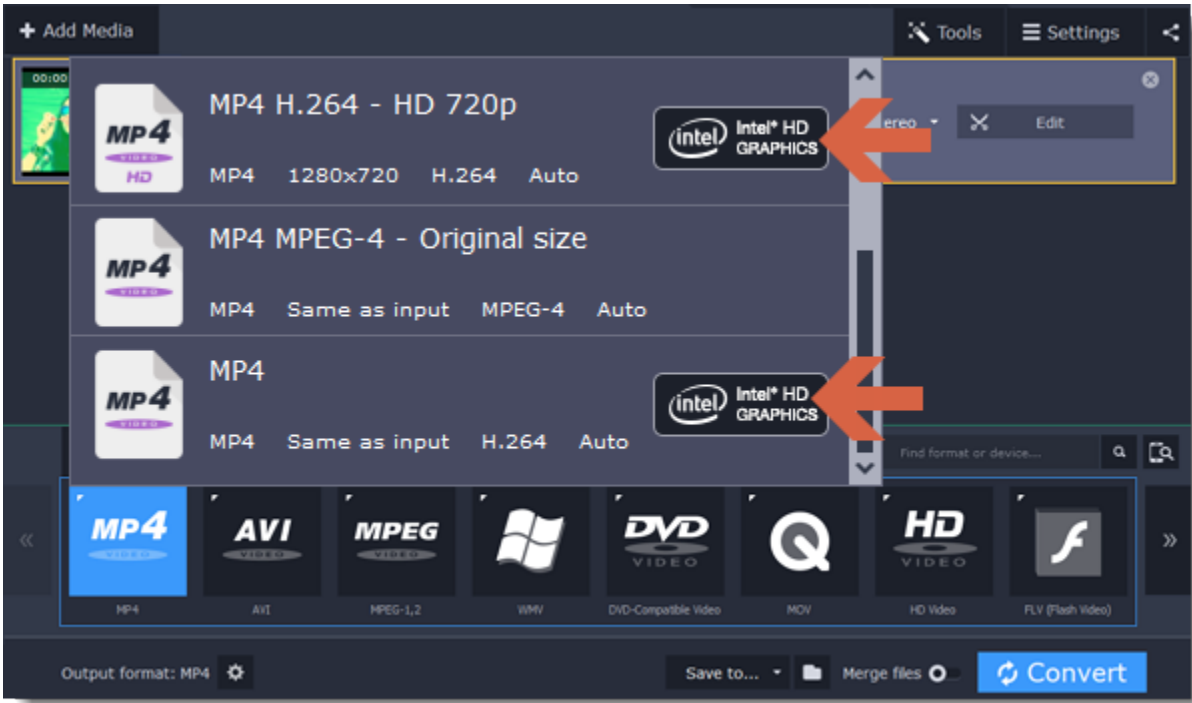 + Add Media
Tools
Settings
00:00
MP4 H.264 - HD 720p
MP4
VIDEO
HD
MP4 1280x720 H.264 Auto
intel
Intel® HD
GRAPHICS
ereo
Edit
MP4 MPEG-4 - Original size
MP4
VIDEO
MP4 Same as input MPEG-4 Auto
MP4
MP4
VIDEO
MP4 Same as input H.264 Auto
intel
Intel® HD
GRAPHICS
Find format or device...
MP4
VIDEO
AVI
VIDEO
MPEG
VIDEO
DVD
VIDEO
HD
VIDEO
MP4
AVI
MPEG-1,2
WMV
DVD-Compatible Video
MOV
HD Video
FLV (Flash Video)
Output format: MP4
Save to...
Merge files
Convert